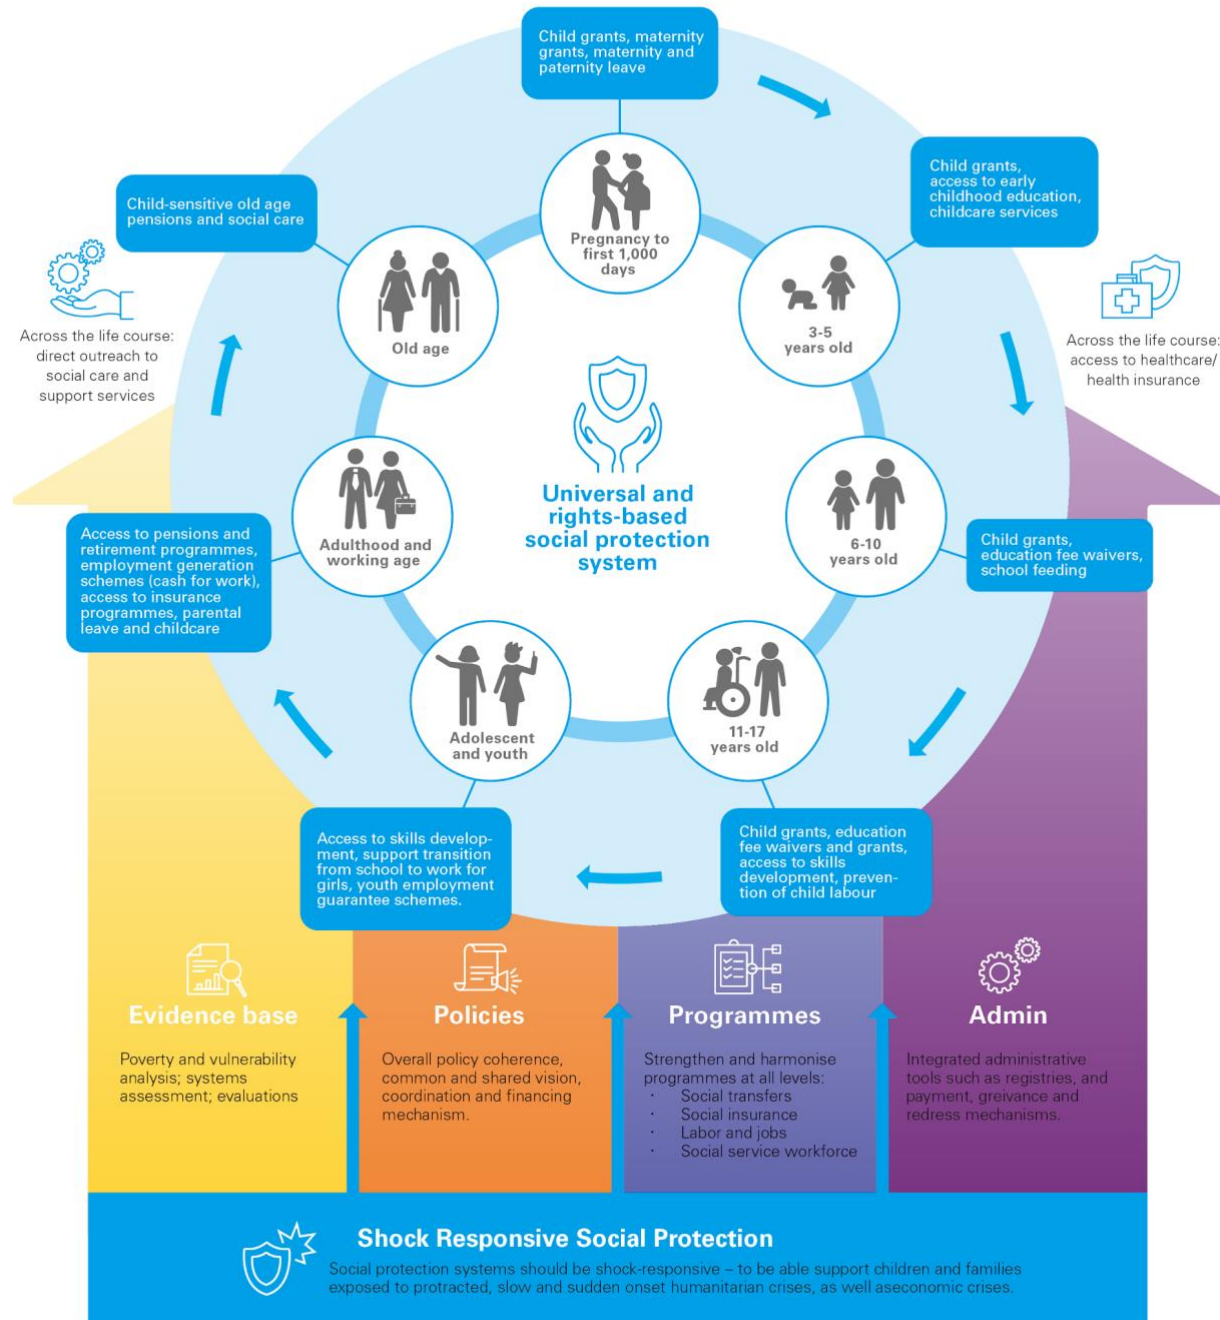 Child grants, maternity
grants, maternity and
paternity leave
Pregnancy to
first 1,000
days
Child grants,
access to early
childhood education,
childcare services
3-5
years old
Across the life course:
access to healthcare/
health insurance
Child grants,
education fee waivers,
school feeding
6-10
years old
Child grants, education
fee waivers and grants,
access to skills
development, preven-
tion of child labour
11-17
years old
Access to skills develop-
ment, support transition
from school to work for
girls, youth employment
guarantee schemes.
Adolescent
and youth
Access to pensions and
retirement programmes,
employment generation
schemes (cash for work),
access to insurance
programmes, parental
leave and childcare
Adulthood and
working age
Child-sensitive old age
pensions and social care
Old age
Across the life course:
direct outreach to
social care and
support services
Universal and
rights-based
social protection
system
Evidence base
Poverty and vulnerability
analysis; systems
assessment; evaluations
Policies
Overall policy coherence,
common and shared vision,
coordination and financing
mechanism.
Programmes
Strengthen and harmonise
programmes at all levels:
· Social transfers
· Social insurance
· Labor and jobs
· Social service workforce
Admin
Integrated administrative
tools such as registries, and
payment, greivance and
redress mechanisms.
Shock Responsive Social Protection
Social protection systems should be shock-responsive – to be able support children and families
exposed to protracted, slow and sudden onset humanitarian crises, as well aseconomic crises.